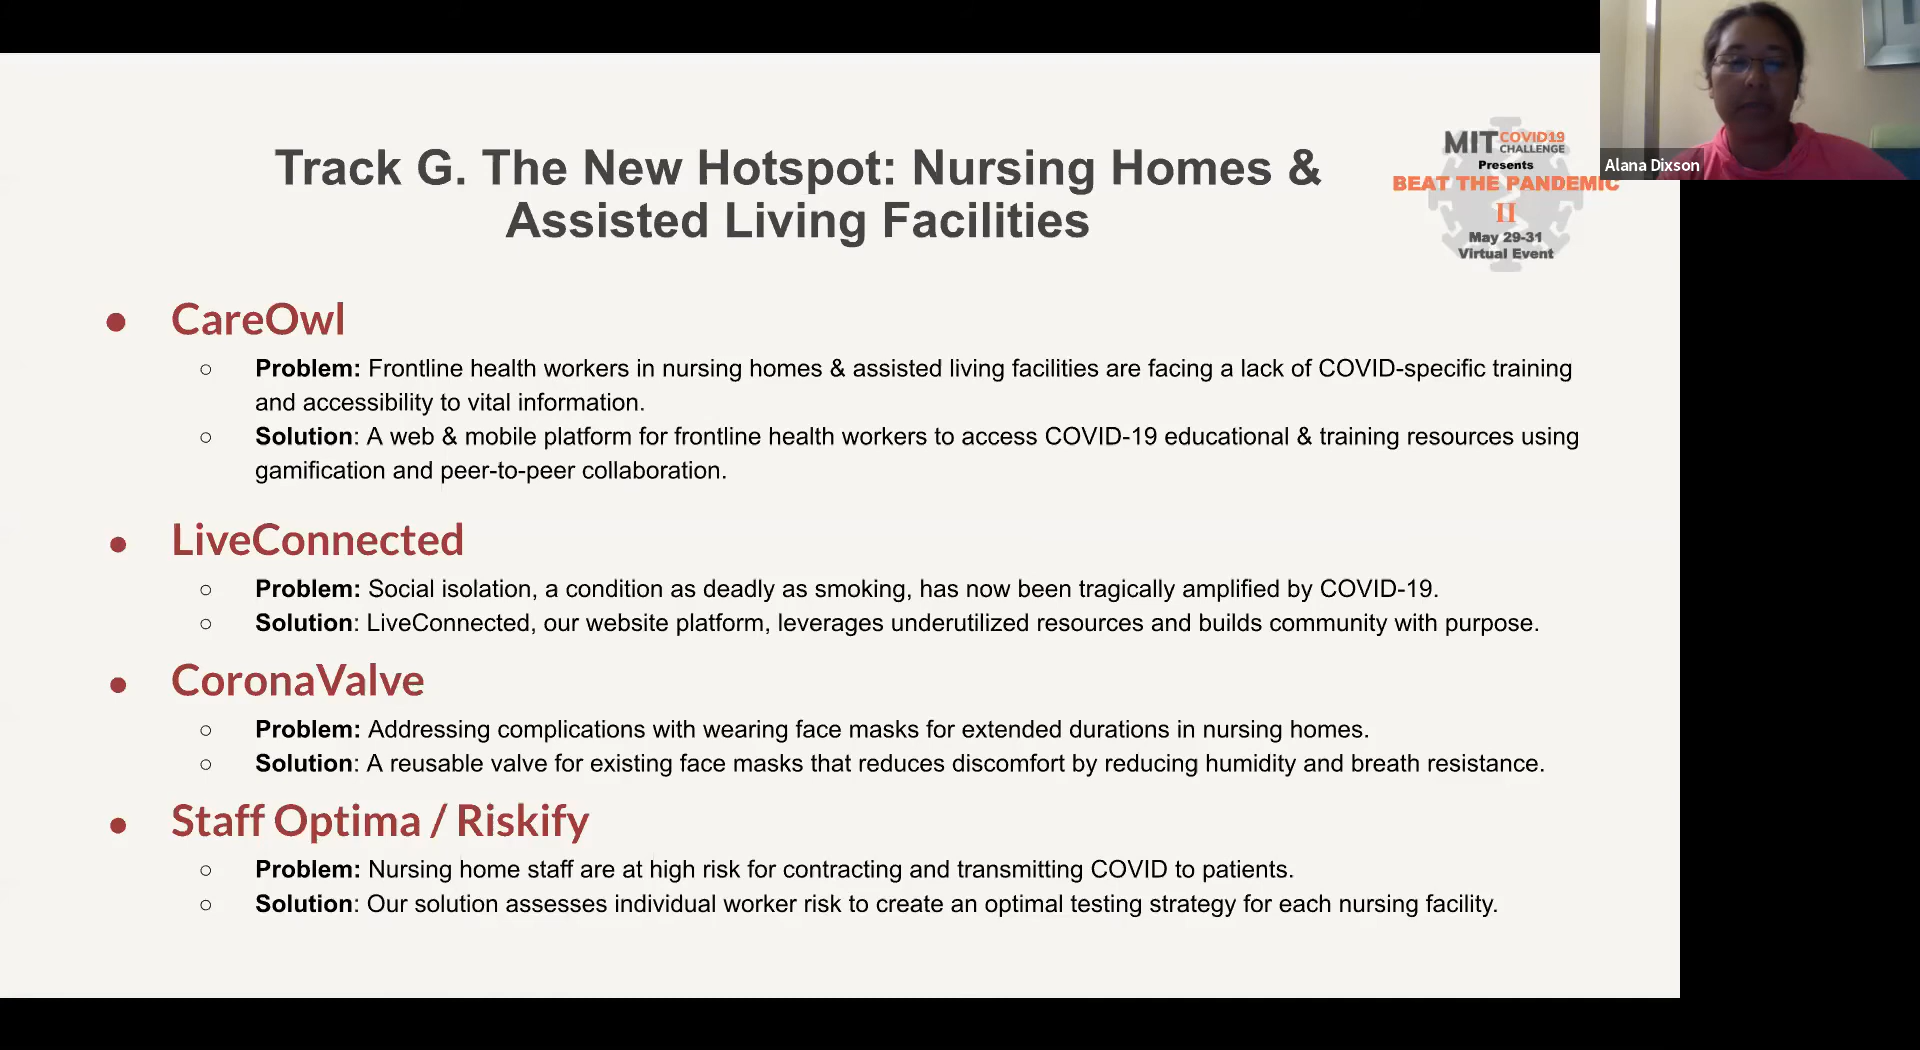 Track G. The New Hotspot: Nursing Homes &
Assisted Living Facilities
MIT COVID19
CHALLENGE
Presents
BEAT THE PANDEMIC
II
May 29-31
Virtual Event
Alana Dixson
● CareOwl
○ Problem: Frontline health workers in nursing homes & assisted living facilities are facing a lack of COVID-specific training
and accessibility to vital information.
○ Solution: A web & mobile platform for frontline health workers to access COVID-19 educational & training resources using
gamification and peer-to-peer collaboration.
● LiveConnected
○ Problem: Social isolation, a condition as deadly as smoking, has now been tragically amplified by COVID-19.
○ Solution: LiveConnected, our website platform, leverages underutilized resources and builds community with purpose.
● CoronaValve
○ Problem: Addressing complications with wearing face masks for extended durations in nursing homes.
○ Solution: A reusable valve for existing face masks that reduces discomfort by reducing humidity and breath resistance.
● Staff Optima / Riskify
○ Problem: Nursing home staff are at high risk for contracting and transmitting COVID to patients.
○ Solution: Our solution assesses individual worker risk to create an optimal testing strategy for each nursing facility.